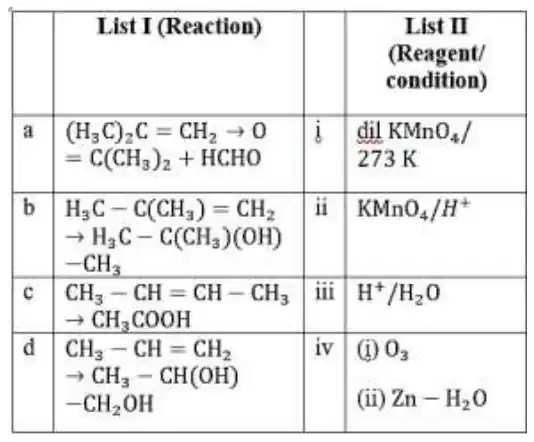 List I (Reaction) List II
(Reagent/
condition)
a (H₃C)₂C = CH₂ → O i dil KMnO₄/
= C(CH₃)₂ + HCHO 273 K
b H₃C − C(CH₃) = CH₂ ii KMnO₄/H⁺
→ H₃C − C(CH₃)(OH)
−CH₃
c CH₃ − CH = CH − CH₃ iii H⁺/H₂O
→ CH₃COOH
d CH₃ − CH = CH₂ iv (i) O₃
→ CH₃ − CH(OH)
−CH₂OH (ii) Zn − H₂O